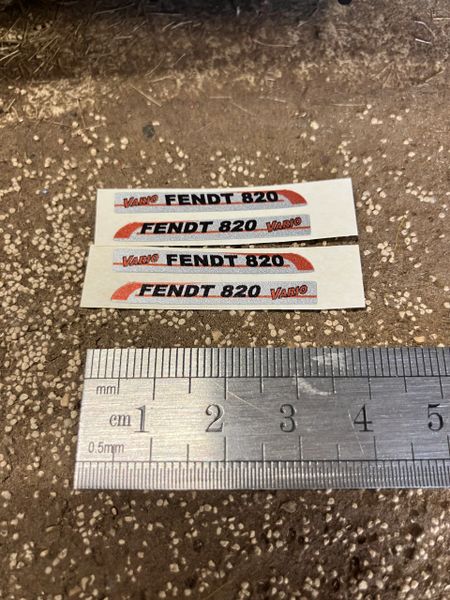 VARIO FENDT 820
FENDT 820 VARIO
VARIO FENDT 820
FENDT 820 VARIO
mm
cm 1 2 3 4 5
0.5mm